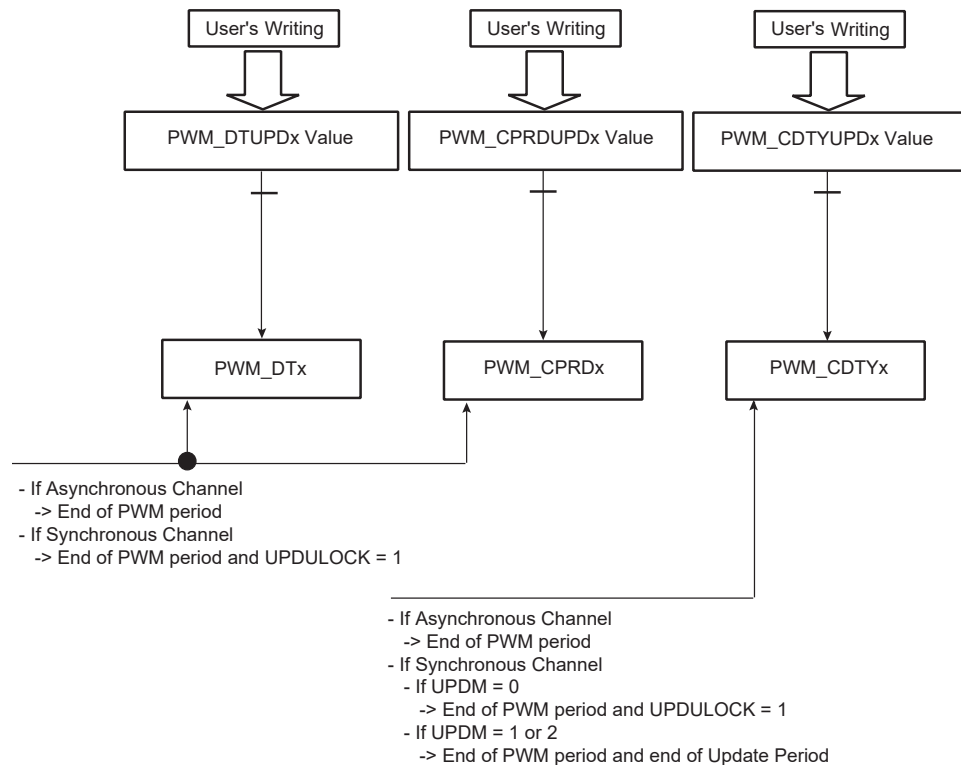 User's Writing
User's Writing
User's Writing
PWM_DTUPDx Value
PWM_CPRDUPDx Value
PWM_CDTYUPDx Value
PWM_DTx
PWM_CPRDx
PWM_CDTYx
- If Asynchronous Channel
-> End of PWM period
- If Synchronous Channel
-> End of PWM period and UPDULOCK = 1
- If Asynchronous Channel
-> End of PWM period
- If Synchronous Channel
- If UPDM = 0
-> End of PWM period and UPDULOCK = 1
- If UPDM = 1 or 2
-> End of PWM period and end of Update Period